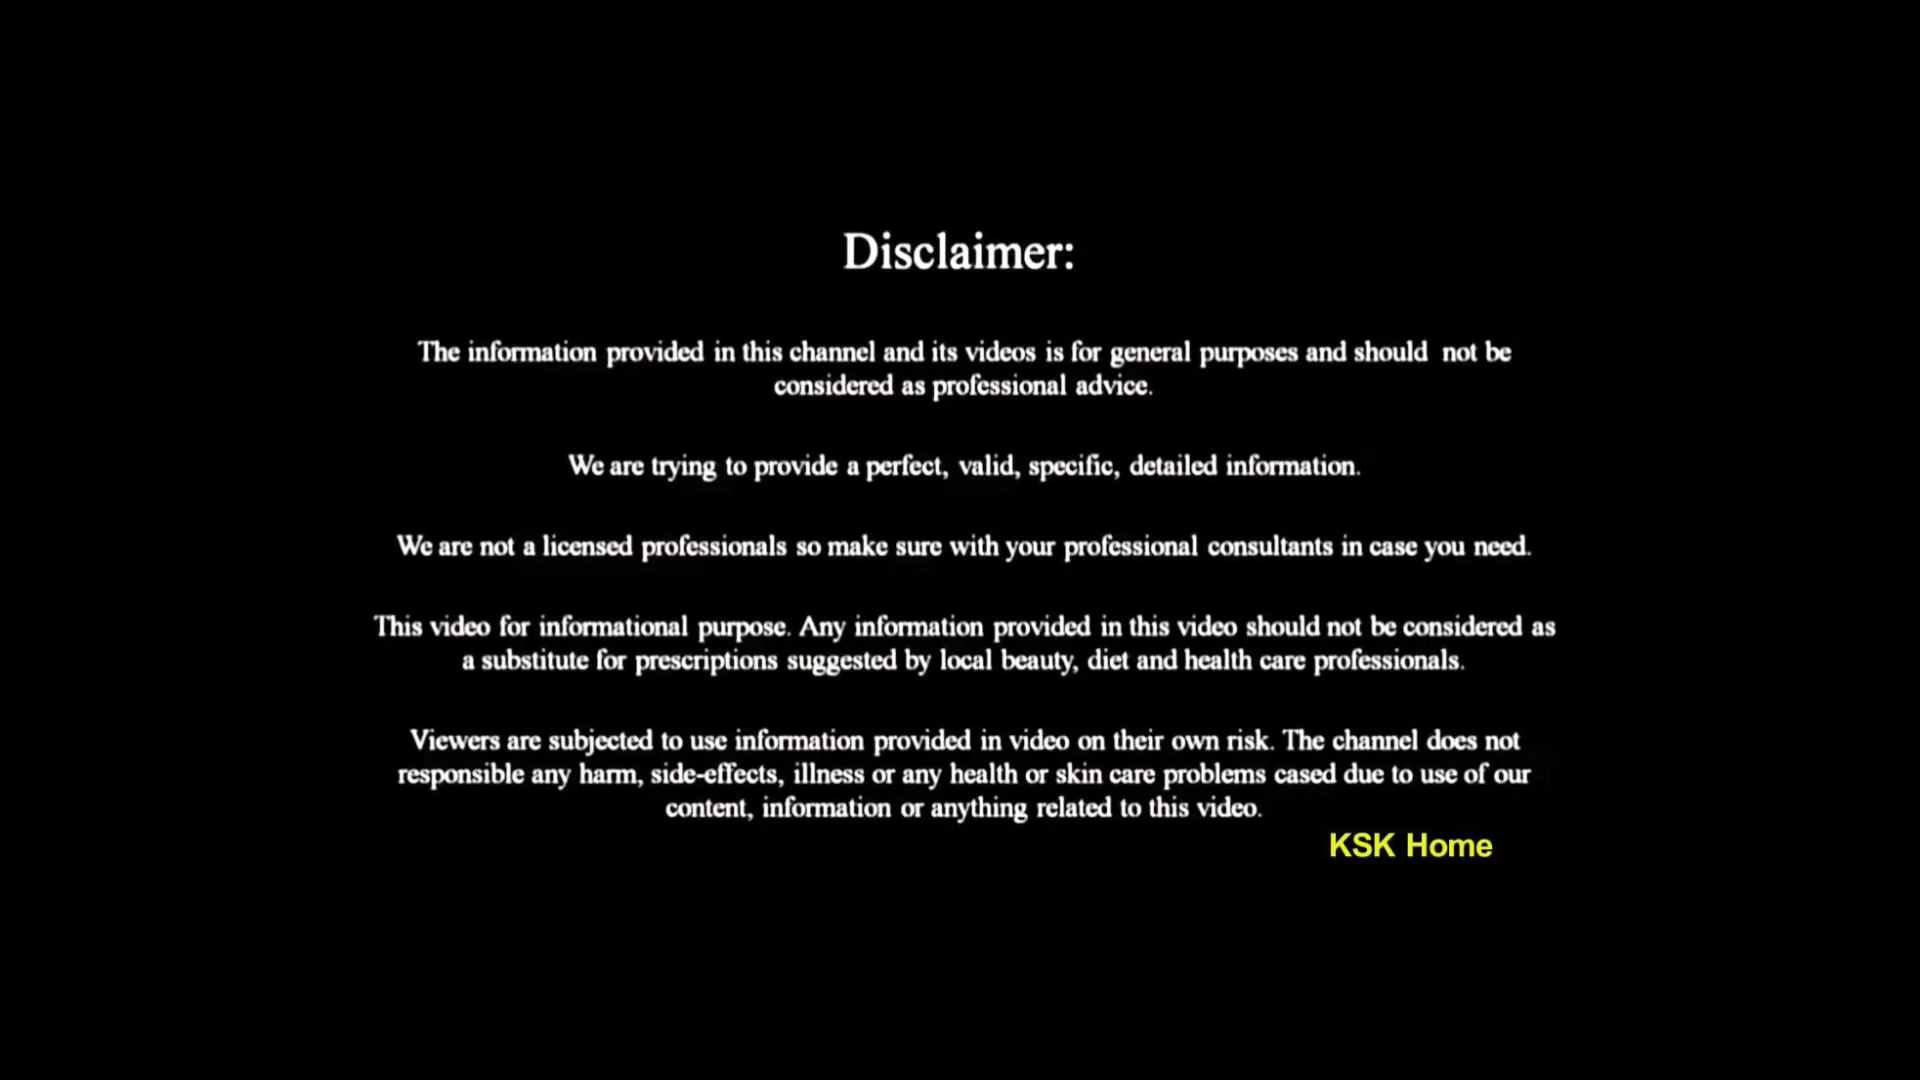 Disclaimer:
The information provided in this channel and its videos is for general purposes and should not be
considered as professional advice.
We are trying to provide a perfect, valid, specific, detailed information.
We are not a licensed professionals so make sure with your professional consultants in case you need.
This video for informational purpose. Any information provided in this video should not be considered as
a substitute for prescriptions suggested by local beauty, diet and health care professionals.
Viewers are subjected to use information provided in video on their own risk. The channel does not
responsible any harm, side-effects, illness or any health or skin care problems cased due to use of our
content, information or anything related to this video.
KSK Home